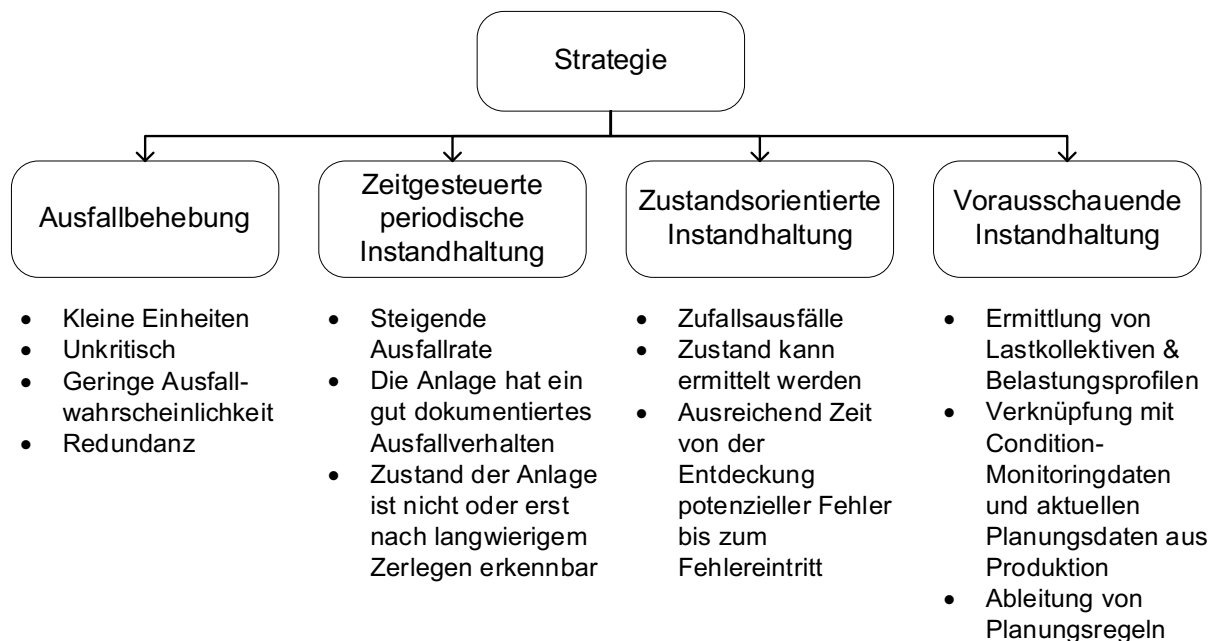 Strategie
Ausfallbehebung
Zeitgesteuerte
periodische
Instandhaltung
Zustandsorientierte
Instandhaltung
Vorausschauende
Instandhaltung
• Kleine Einheiten
• Unkritisch
• Geringe Ausfall-
wahrscheinlichkeit
• Redundanz
• Steigende
Ausfallrate
• Die Anlage hat ein
gut dokumentiertes
Ausfallverhalten
• Zustand der Anlage
ist nicht oder erst
nach langwierigem
Zerlegen erkennbar
• Zufallsausfälle
• Zustand kann
ermittelt werden
• Ausreichend Zeit
von der
Entdeckung
potenzieller Fehler
bis zum
Fehlereintritt
• Ermittlung von
Lastkollektiven &
Belastungsprofilen
• Verknüpfung mit
Condition-
Monitoringdaten
und aktuellen
Planungsdaten aus
Produktion
• Ableitung von
Planungsregeln